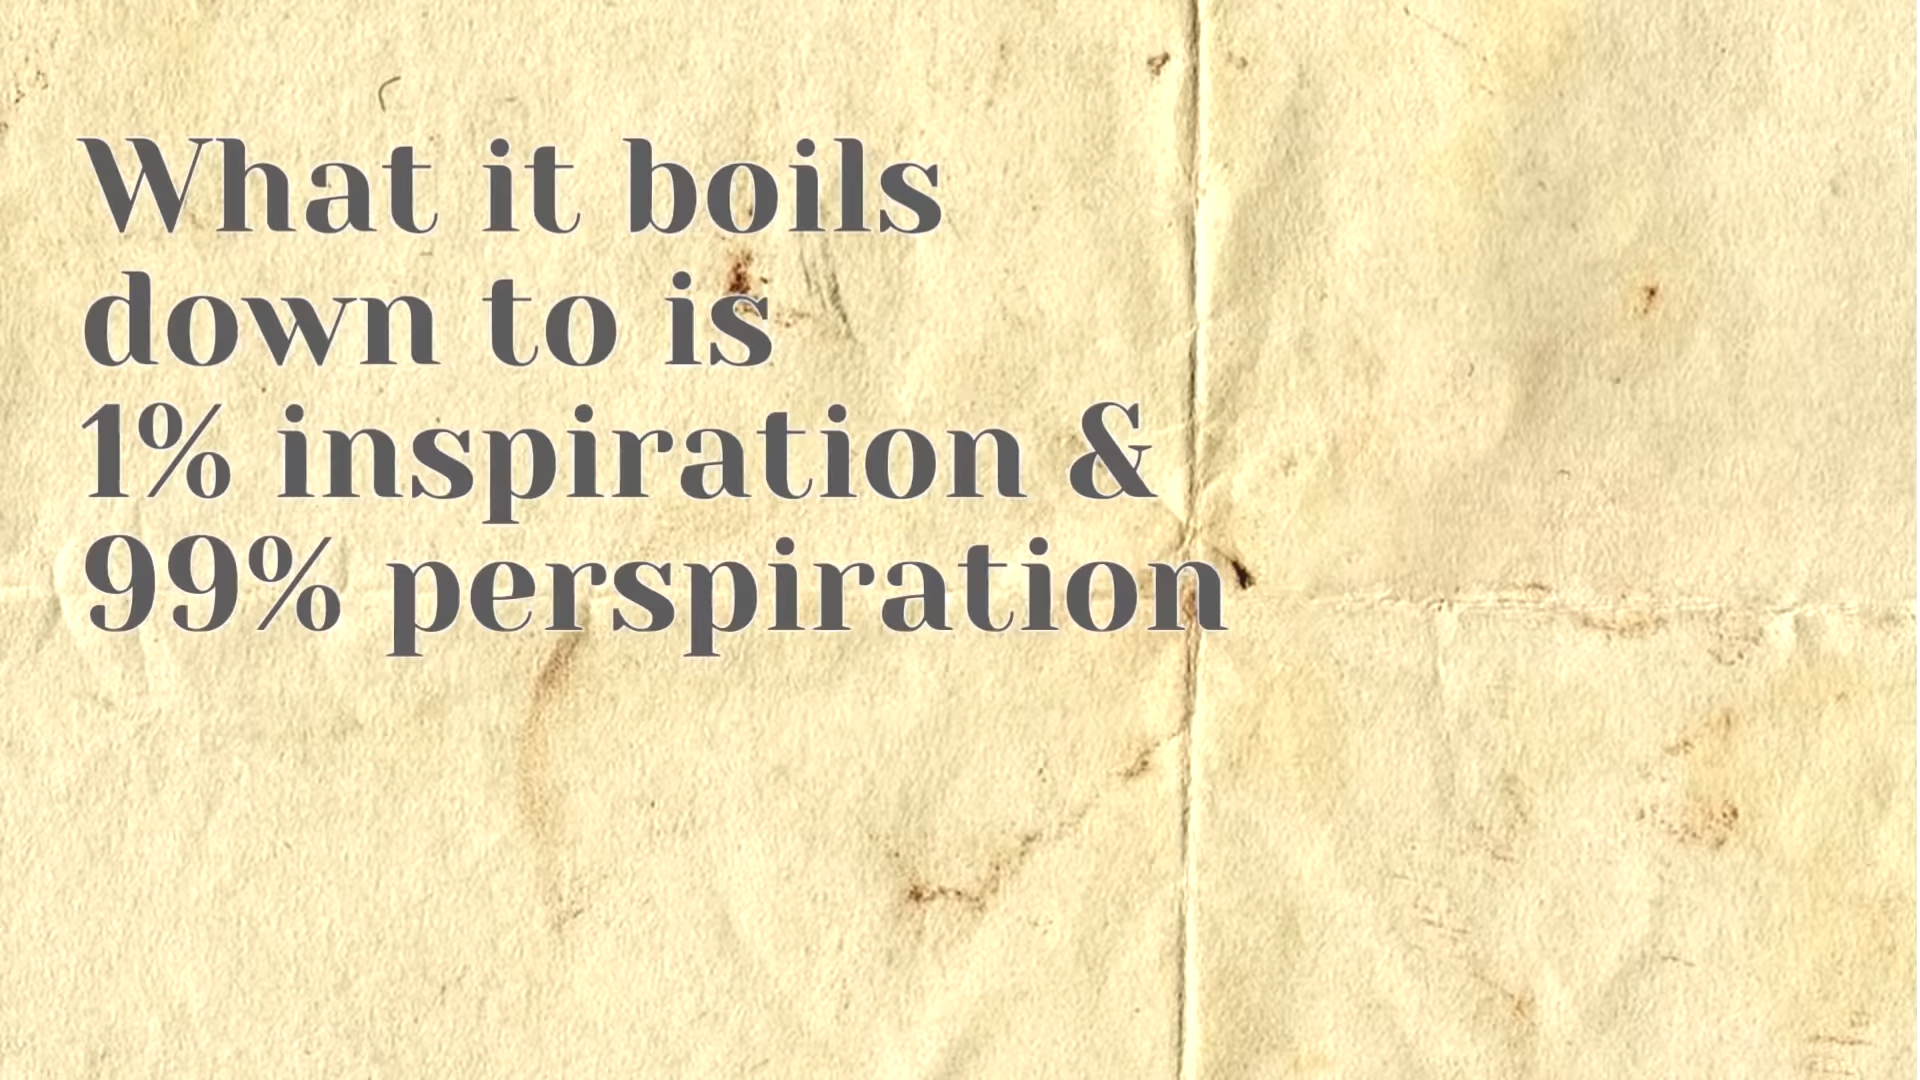 What it boils
down to is
1% inspiration &
99% perspiration